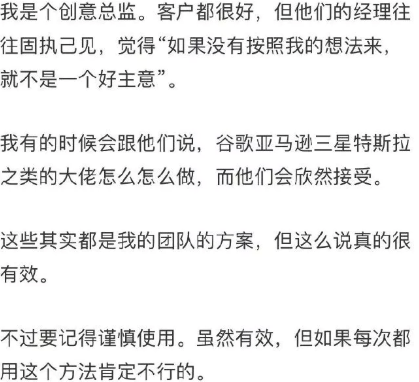 我是个创意总监。客户都很好，但他们的经理往
往固执己见，觉得“如果没有按照我的想法来，
就不是一个好主意”。
我有的时候会跟他们说，谷歌亚马逊三星特斯拉
之类的大佬怎么怎么做，而他们会欣然接受。
这些其实都是我的团队的方案，但这么说真的很
有效。
不过要记得谨慎使用。虽然有效，但如果每次都
用这个方法肯定不行的。